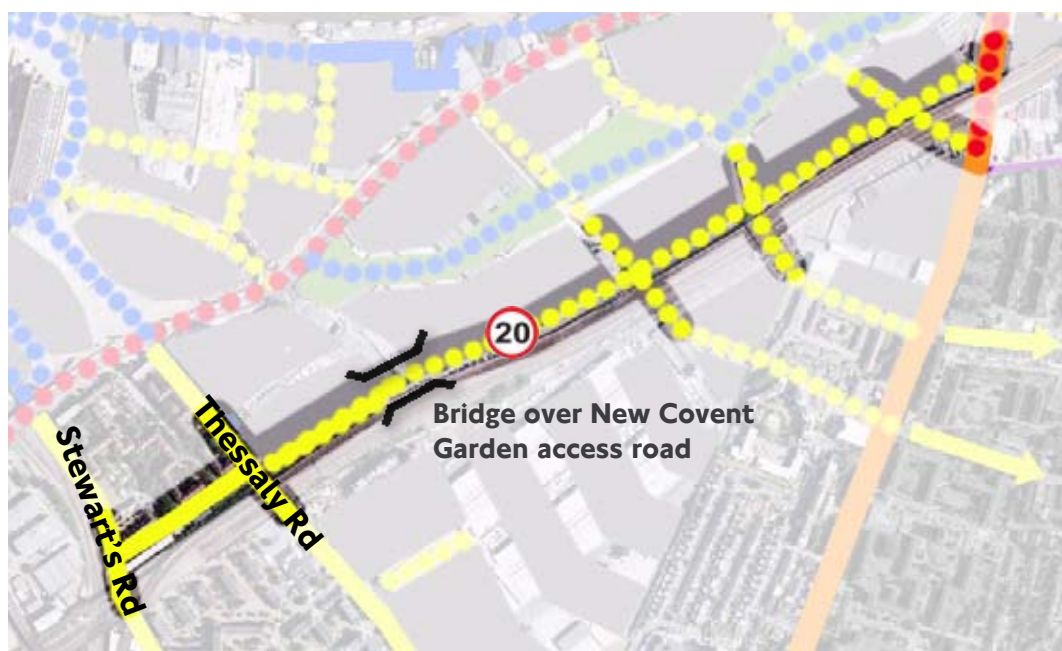 20
Bridge over New Covent
Garden access road
Thessaly Rd
Stewart's Rd